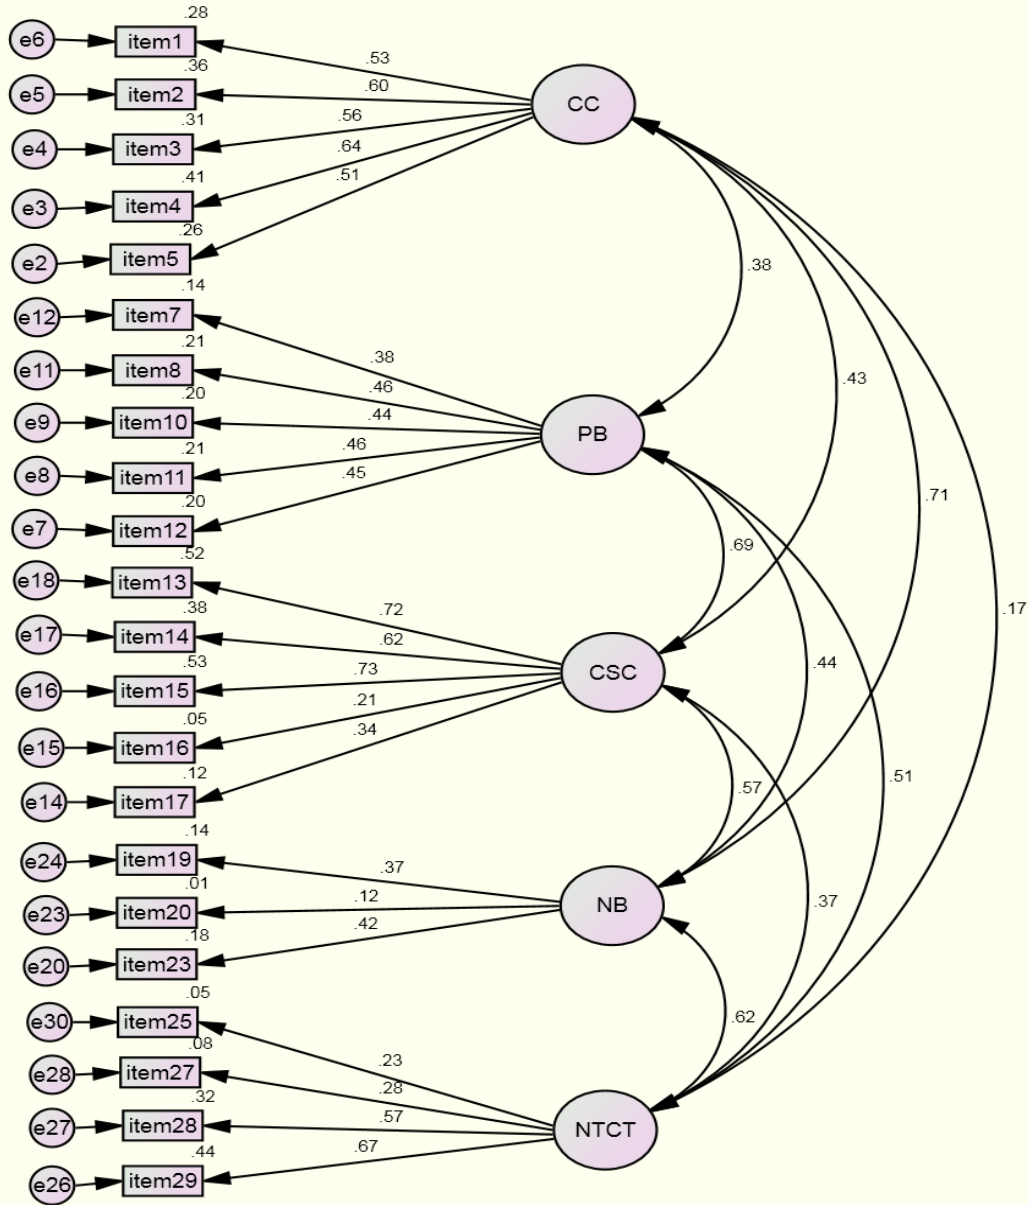 .28
e6 item1
.53
.36
e5 item2
.60
CC
.31
e4 item3
.56
.41
e3 item4
.64
.26
e2 item5
.51
.38
.14
e12 item7
.38
.21
e11 item8
.46
.43
.20
e9 item10
.44
PB
.21
e8 item11
.46
.20
e7 item12
.45
.71
.69
.52
e18 item13
.72
.17
.38
e17 item14
.62
.53
e16 item15
.73
CSC
.44
.05
e15 item16
.21
.12
e14 item17
.34
.57
.51
.14
e24 item19
.37
.01
e23 item20
.12
NB
.37
.18
e20 item23
.42
.05
e30 item25
.23
.62
.08
e28 item27
.28
.32
e27 item28
.57
NTCT
.44
e26 item29
.67